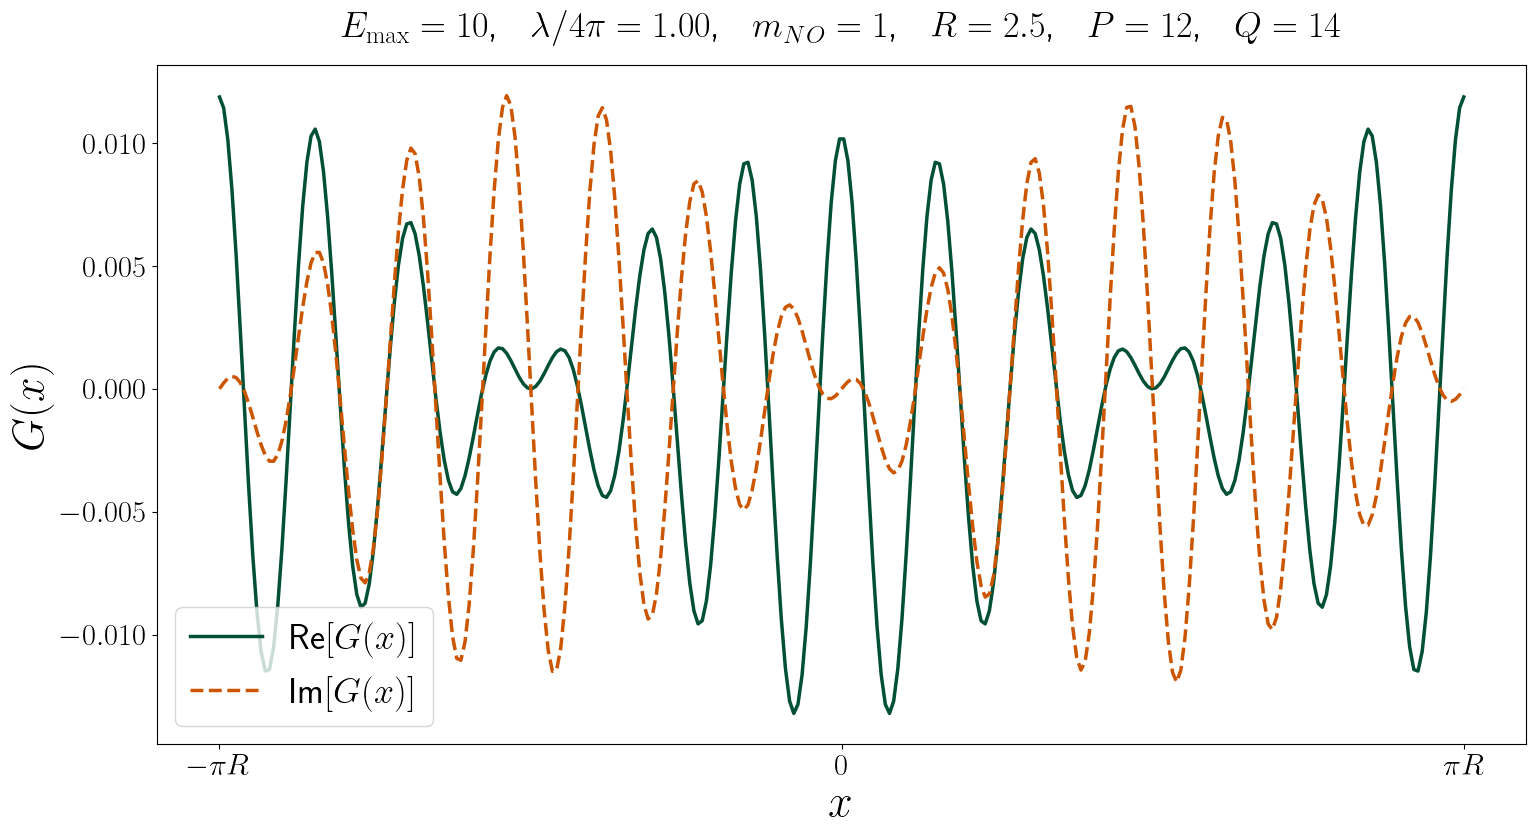 E_max = 10, λ/4π = 1.00, m_NO = 1, R = 2.5, P = 12, Q = 14
G(x)
0.010
0.005
0.000
−0.005
−0.010
Re[G(x)]
Im[G(x)]
−πR 0 πR
x